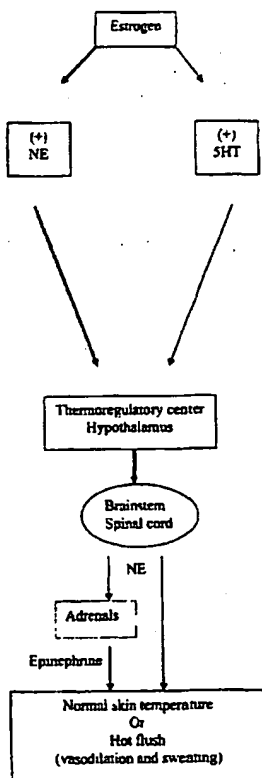 Estrogen
(+)
NE
(+)
5HT
Thermoregulatory center
Hypothalamus
Brainstem
Spinal cord
NE
Adrenals
Epinephrine
Normal skin temperature
Or
Hot flush
(vasodilation and sweating)